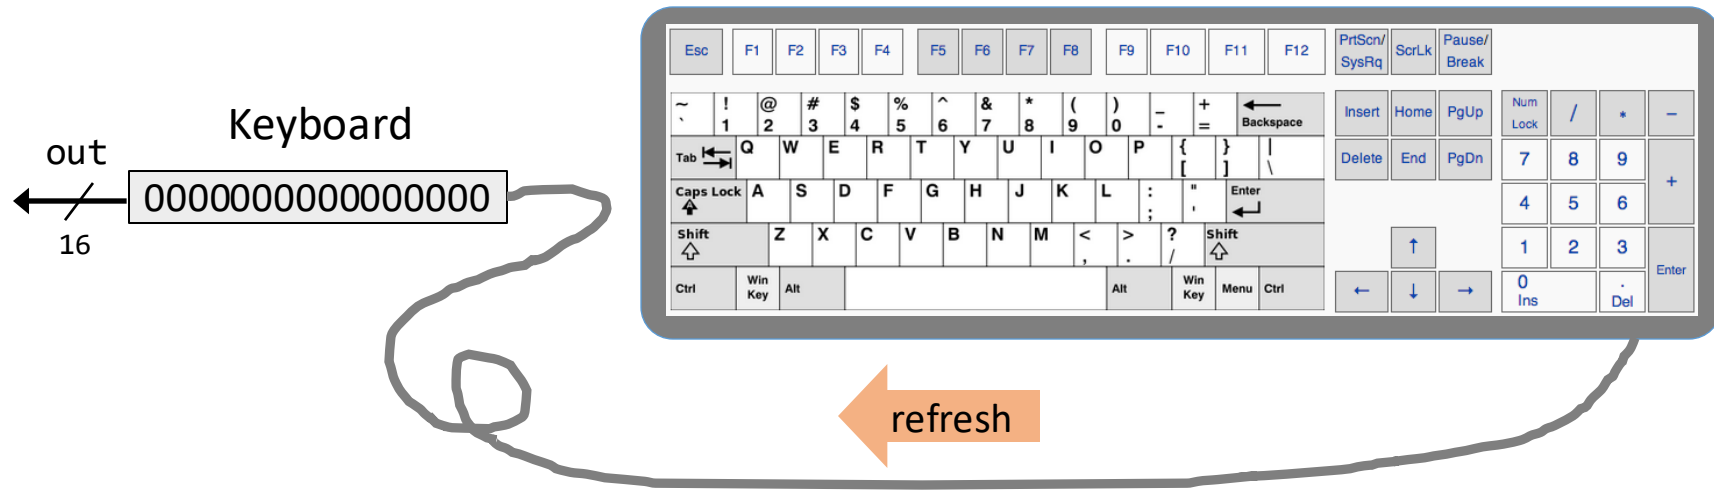 Keyboard
out
0000000000000000
16
refresh
Esc F1 F2 F3 F4 F5 F6 F7 F8 F9 F10 F11 F12 PrtScn/ SysRq ScrLk Pause/ Break
~ ! @ # $ % ^ & * ( ) _ +
` 1 2 3 4 5 6 7 8 9 0 - = Backspace
Tab Q W E R T Y U I O P { } |
[ ] \
Caps Lock A S D F G H J K L : " Enter
; '
Shift Z X C V B N M < > ? Shift
, . /
Ctrl Win Key Alt Alt Win Key Menu Ctrl
Insert Home PgUp
Delete End PgDn
↑
← ↓ →
Num Lock / * −
7 8 9 +
4 5 6
1 2 3 Enter
0 .
Ins Del